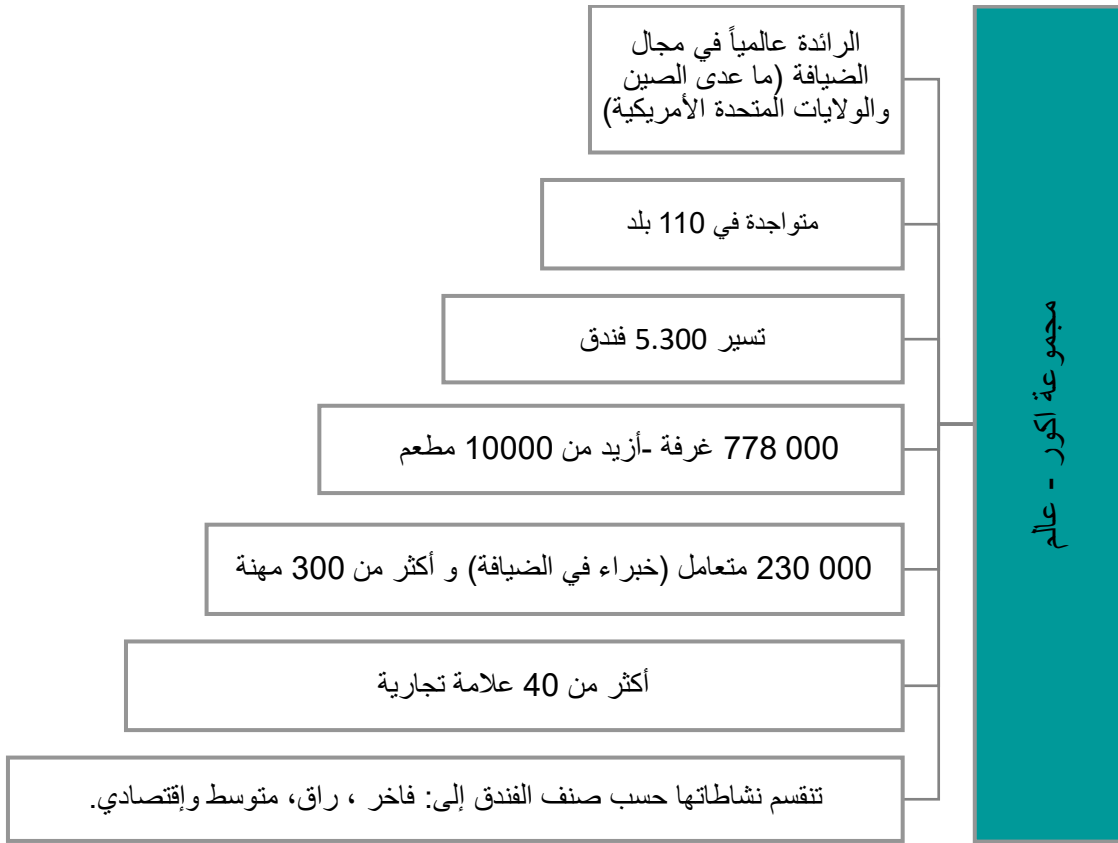 مجموعة اكور - عالم
الرائدة عالمياً في مجال
الضيافة (ما عدى الصين
والولايات المتحدة الأمريكية)
متواجدة في 110 بلد
تسير 5.300 فندق
778 000 غرفة -أزيد من 10000 مطعم
230 000 متعامل (خبراء في الضيافة) و أكثر من 300 مهنة
أكثر من 40 علامة تجارية
تنقسم نشاطاتها حسب صنف الفندق إلى: فاخر ، راق، متوسط وإقتصادي.